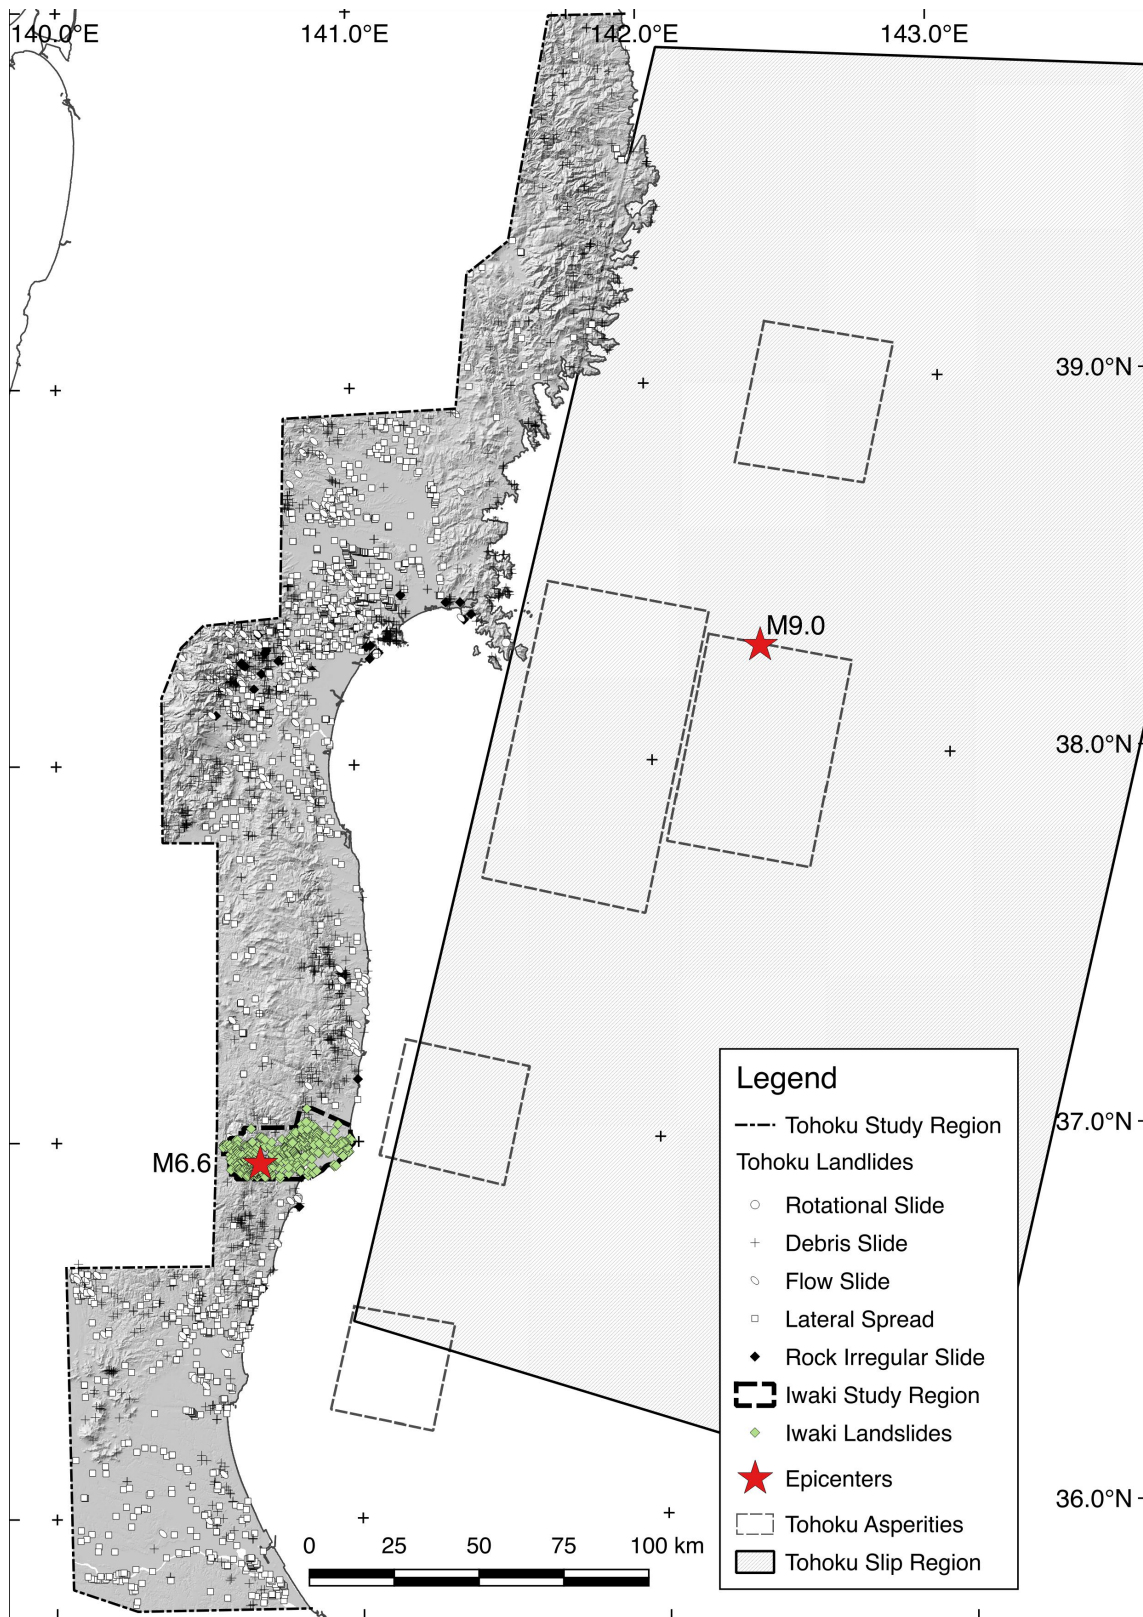 140.0°E
141.0°E
142.0°E
143.0°E
39.0°N
M9.0
38.0°N
Legend
Tohoku Study Region
37.0°N
M6.6
Tohoku Landlides
Rotational Slide
Debris Slide
Flow Slide
Lateral Spread
Rock Irregular Slide
Iwaki Study Region
Iwaki Landslides
Epicenters
36.0°N
Tohoku Asperities
0 25 50 75 100 km
Tohoku Slip Region